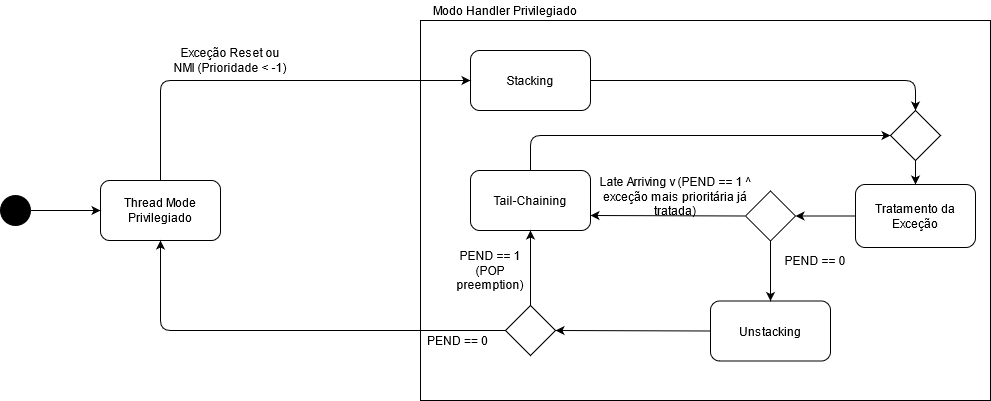 Modo Handler Privilegiado
Exceção Reset ou
NMI (Prioridade < -1)
Stacking
Thread Mode
Privilegiado
Tail-Chaining
Late Arriving v (PEND == 1 ^
exceção mais prioritária já
tratada)
Tratamento da
Exceção
PEND == 1
(POP
preemption)
PEND == 0
Unstacking
PEND == 0